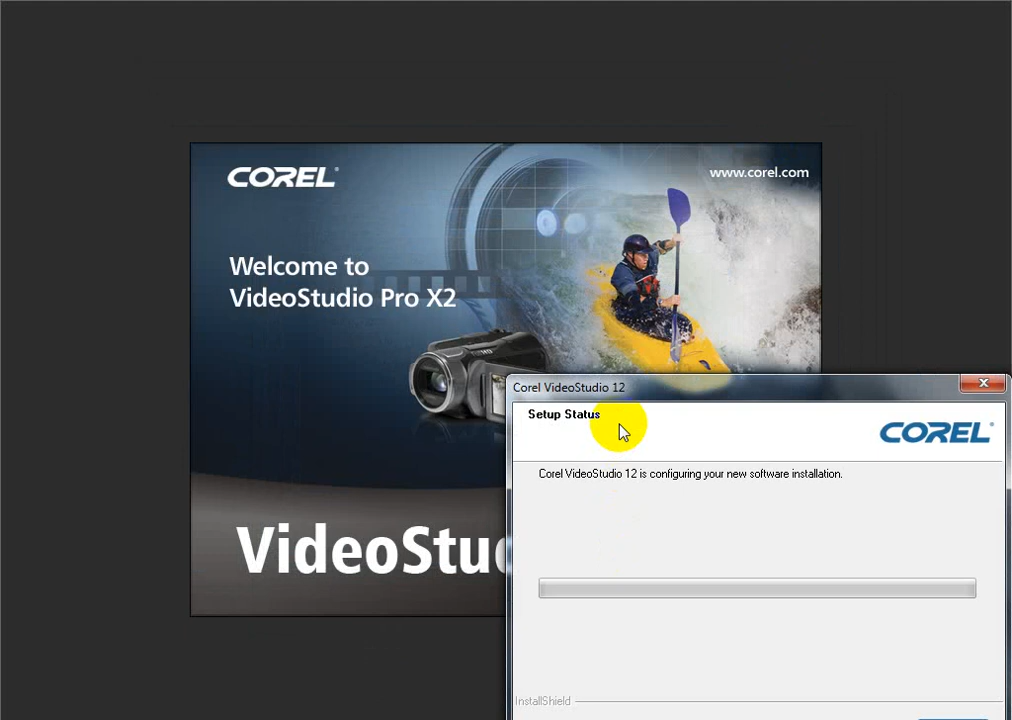 COREL®
www.corel.com
Welcome to
VideoStudio Pro X2
VideoStu
Corel VideoStudio 12
Setup Status
COREL®
Corel VideoStudio 12 is configuring your new software installation.
InstallShield